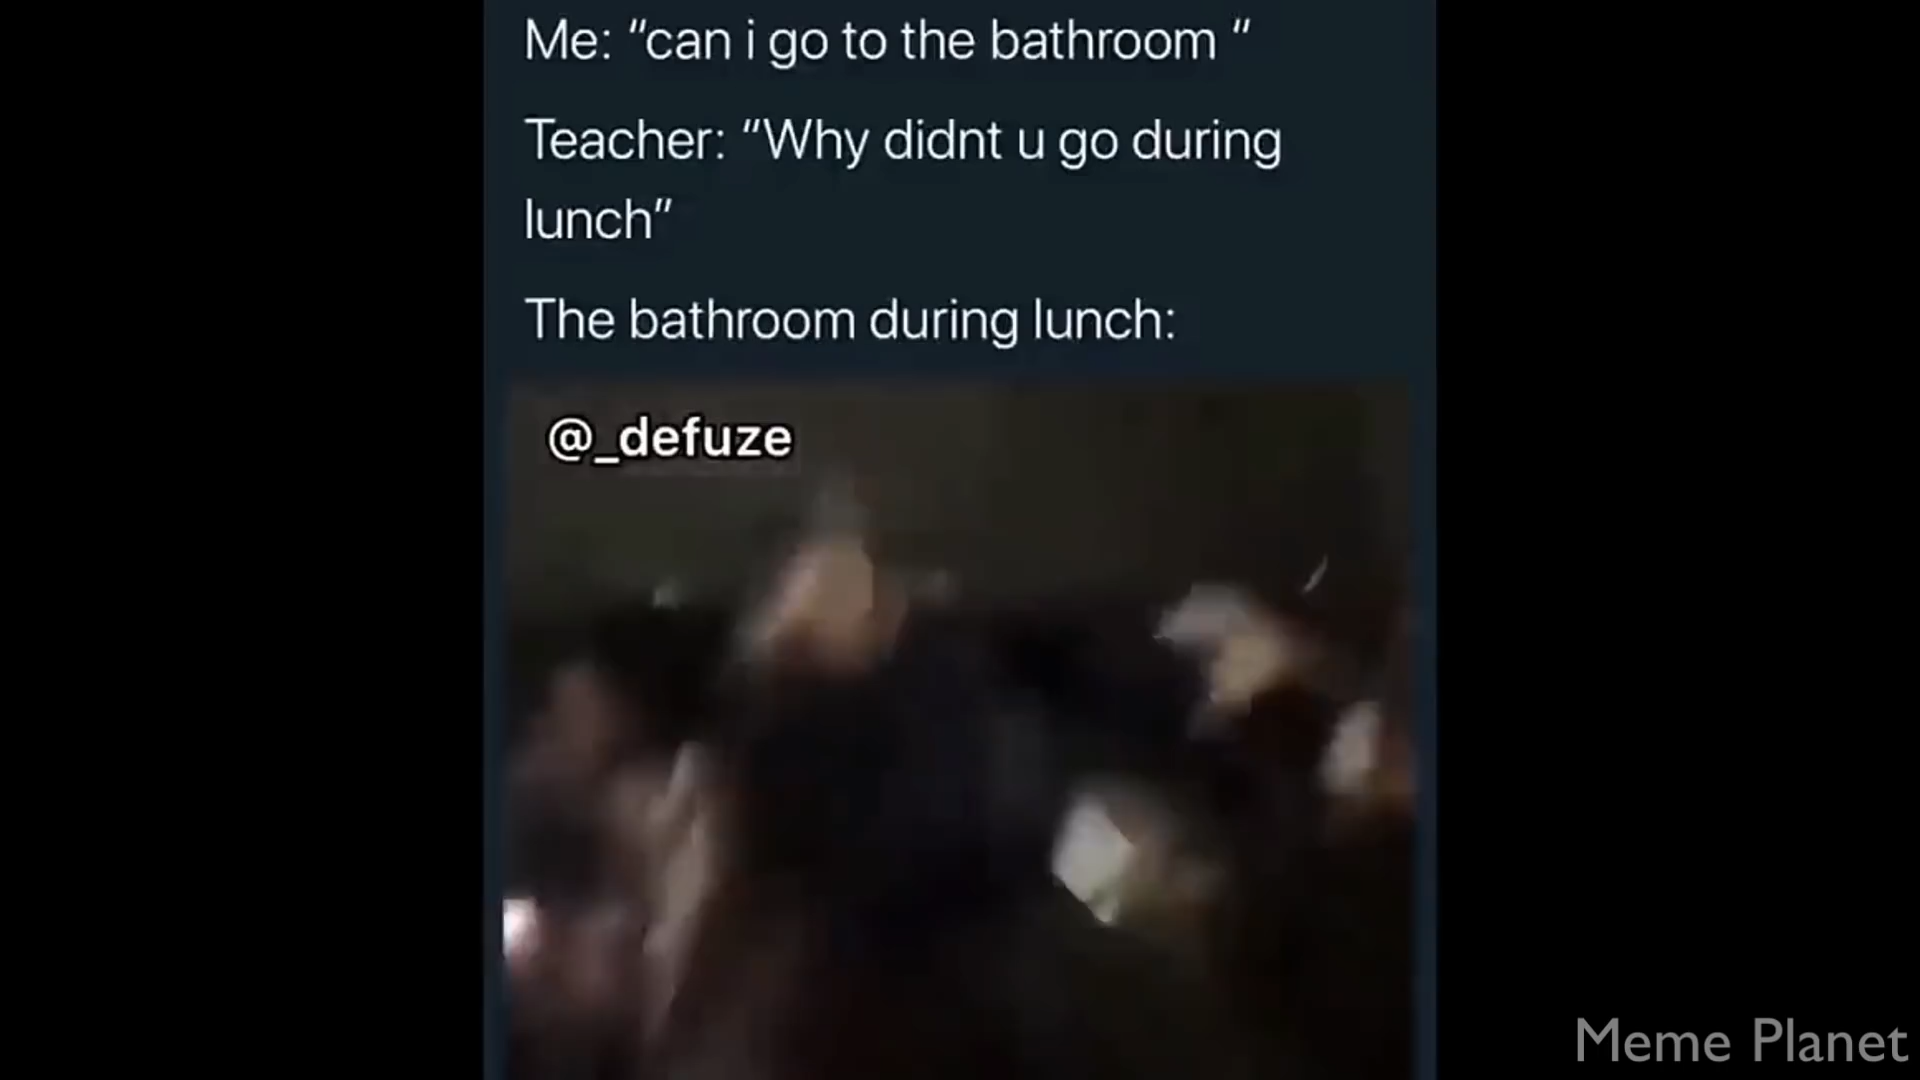 Me: “can i go to the bathroom “
Teacher: “Why didnt u go during
lunch”
The bathroom during lunch:
@_defuze
Meme Planet